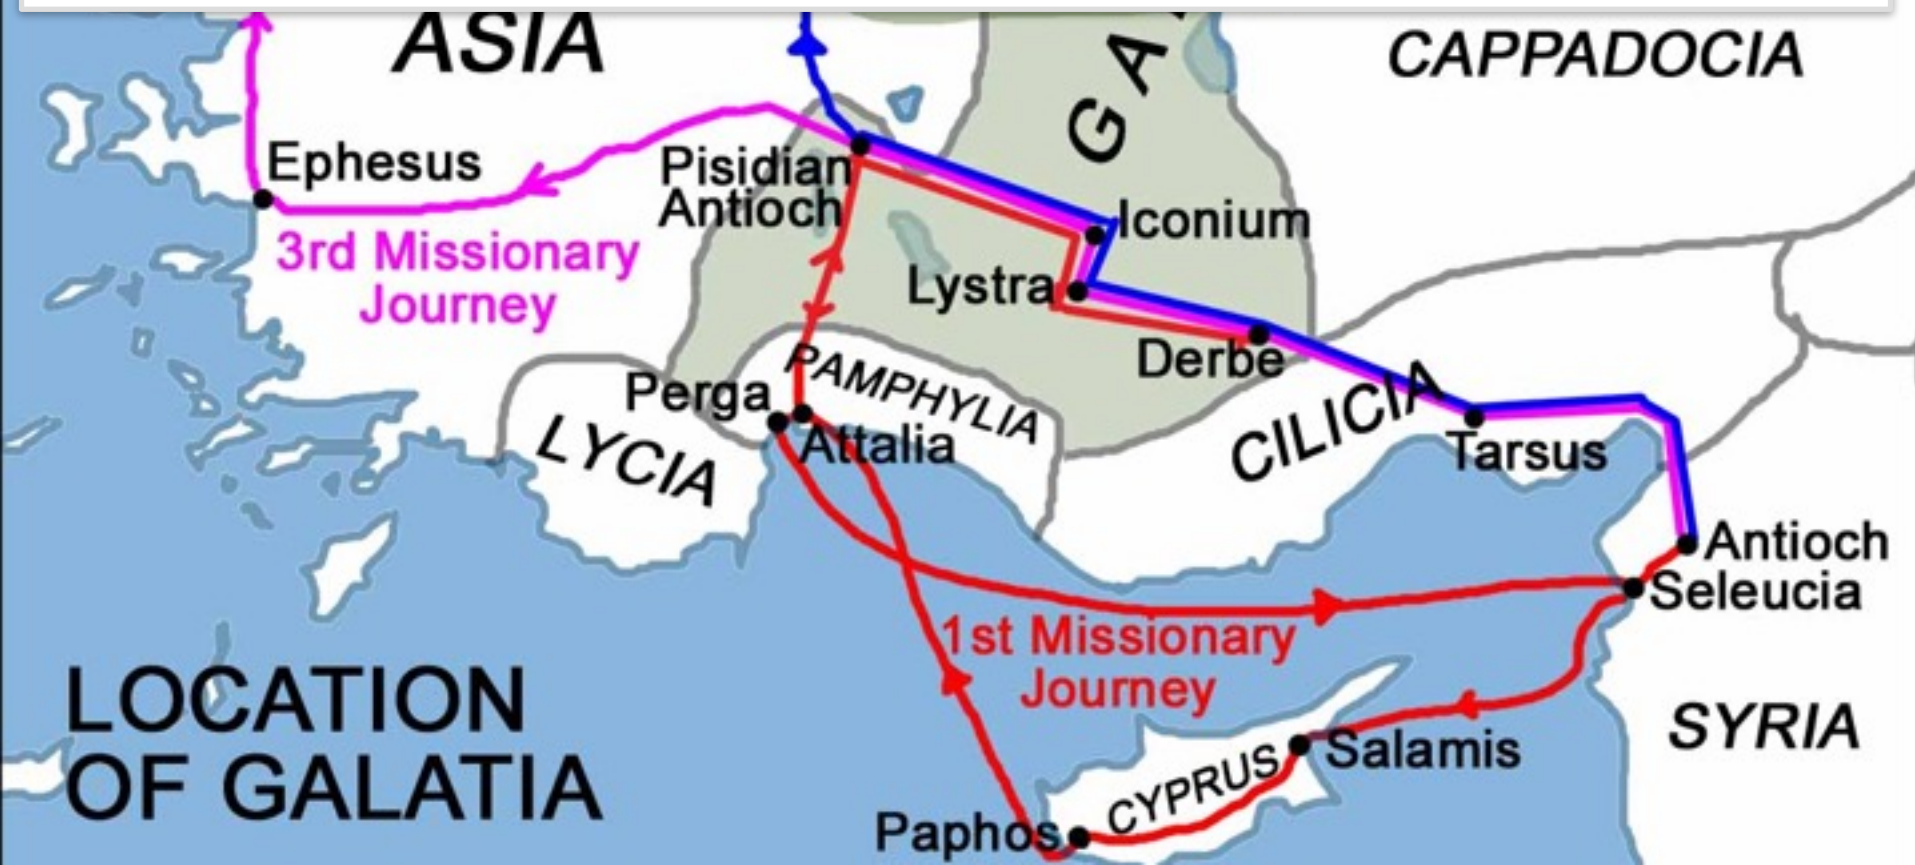 ASIA
GA
CAPPADOCIA
Ephesus
Pisidian
Antioch
Iconium
3rd Missionary
Journey
Lystra
Derbe
PAMPHYLIA
Perga
Attalia
LYCIA
CILICIA
Tarsus
Antioch
Seleucia
1st Missionary
Journey
LOCATION
OF GALATIA
SYRIA
Salamis
CYPRUS
Paphos